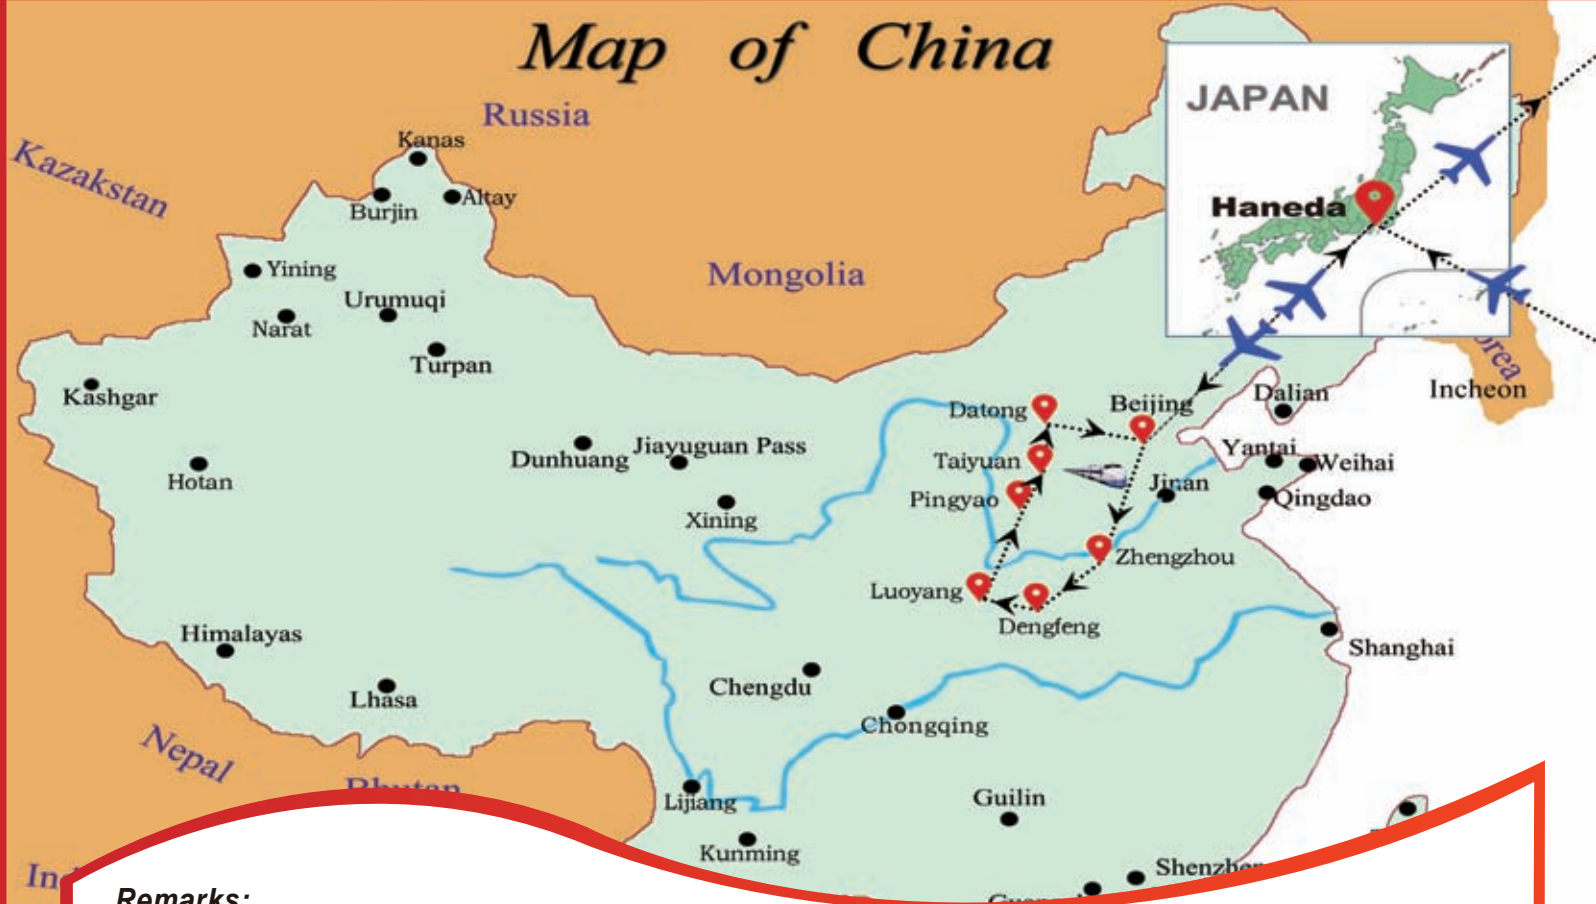 Map of China
Russia
JAPAN
Kanas
Kazakstan
Altay
Burjin
Haneda
Yining
Mongolia
Urumuqi
Narat
Turpan
Kashgar
Incheon
Dalian
Beijing
Datong
Jiayuguan Pass
Dunhuang
Yantai
Weihai
Taiyuan
Hotan
Jinan
Pingyao
Qingdao
Xining
Zhengzhou
Luoyang
Dengfeng
Himalayas
Shanghai
Chengdu
Lhasa
Chongqing
Nepal
Bhutan
Guilin
Lijiang
Kunming
Shenzhen
Remarks: